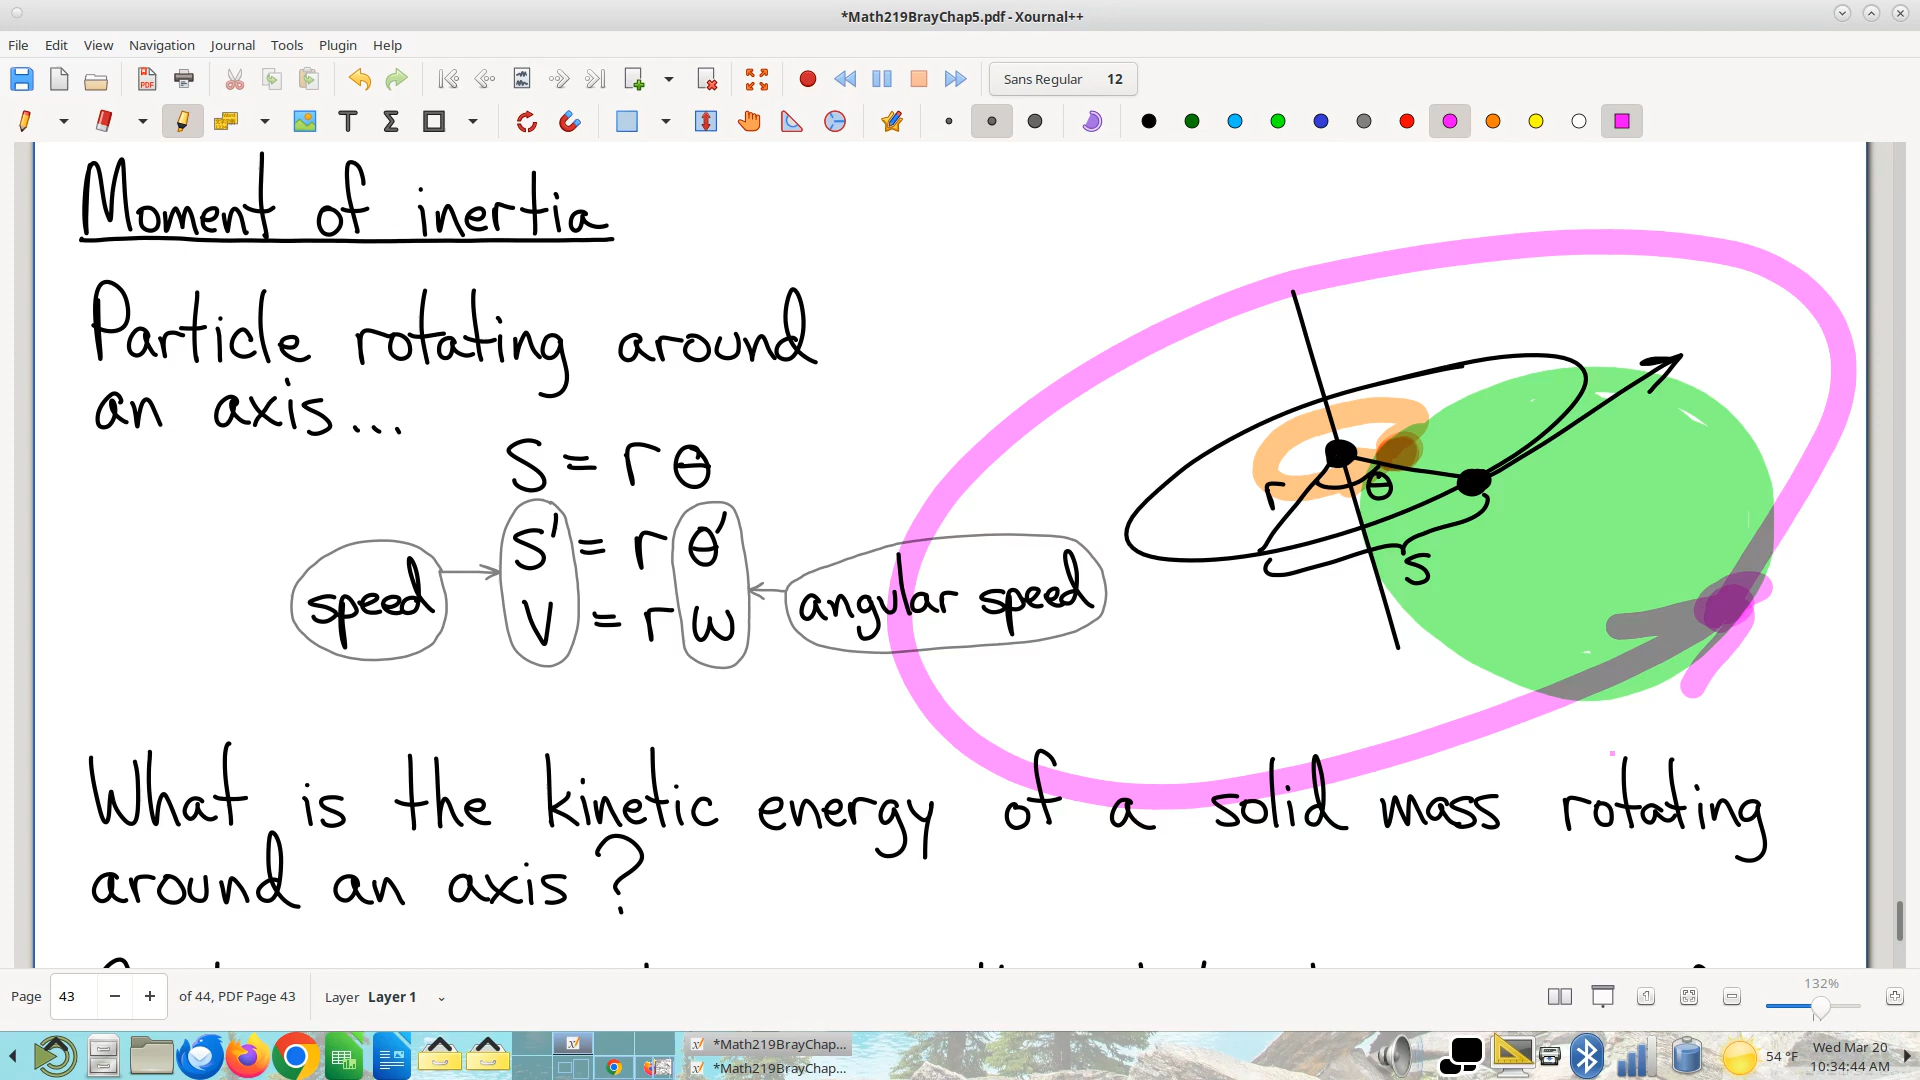 *Math219BrayChap5.pdf - Xournal++
File Edit View Navigation Journal Tools Plugin Help
Sans Regular 12
Moment of inertia
Particle rotating around
an axis...
S = rθ
S' = rθ'
speed
V = rω
angular speed
r
θ
S
What is the kinetic energy of a solid mass rotating
around an axis?
Page 43 of 44, PDF Page 43 Layer Layer 1
132%
*Math219BrayChap...
*Math219BrayChap...
54 °F
Wed Mar 20
10:34:44 AM